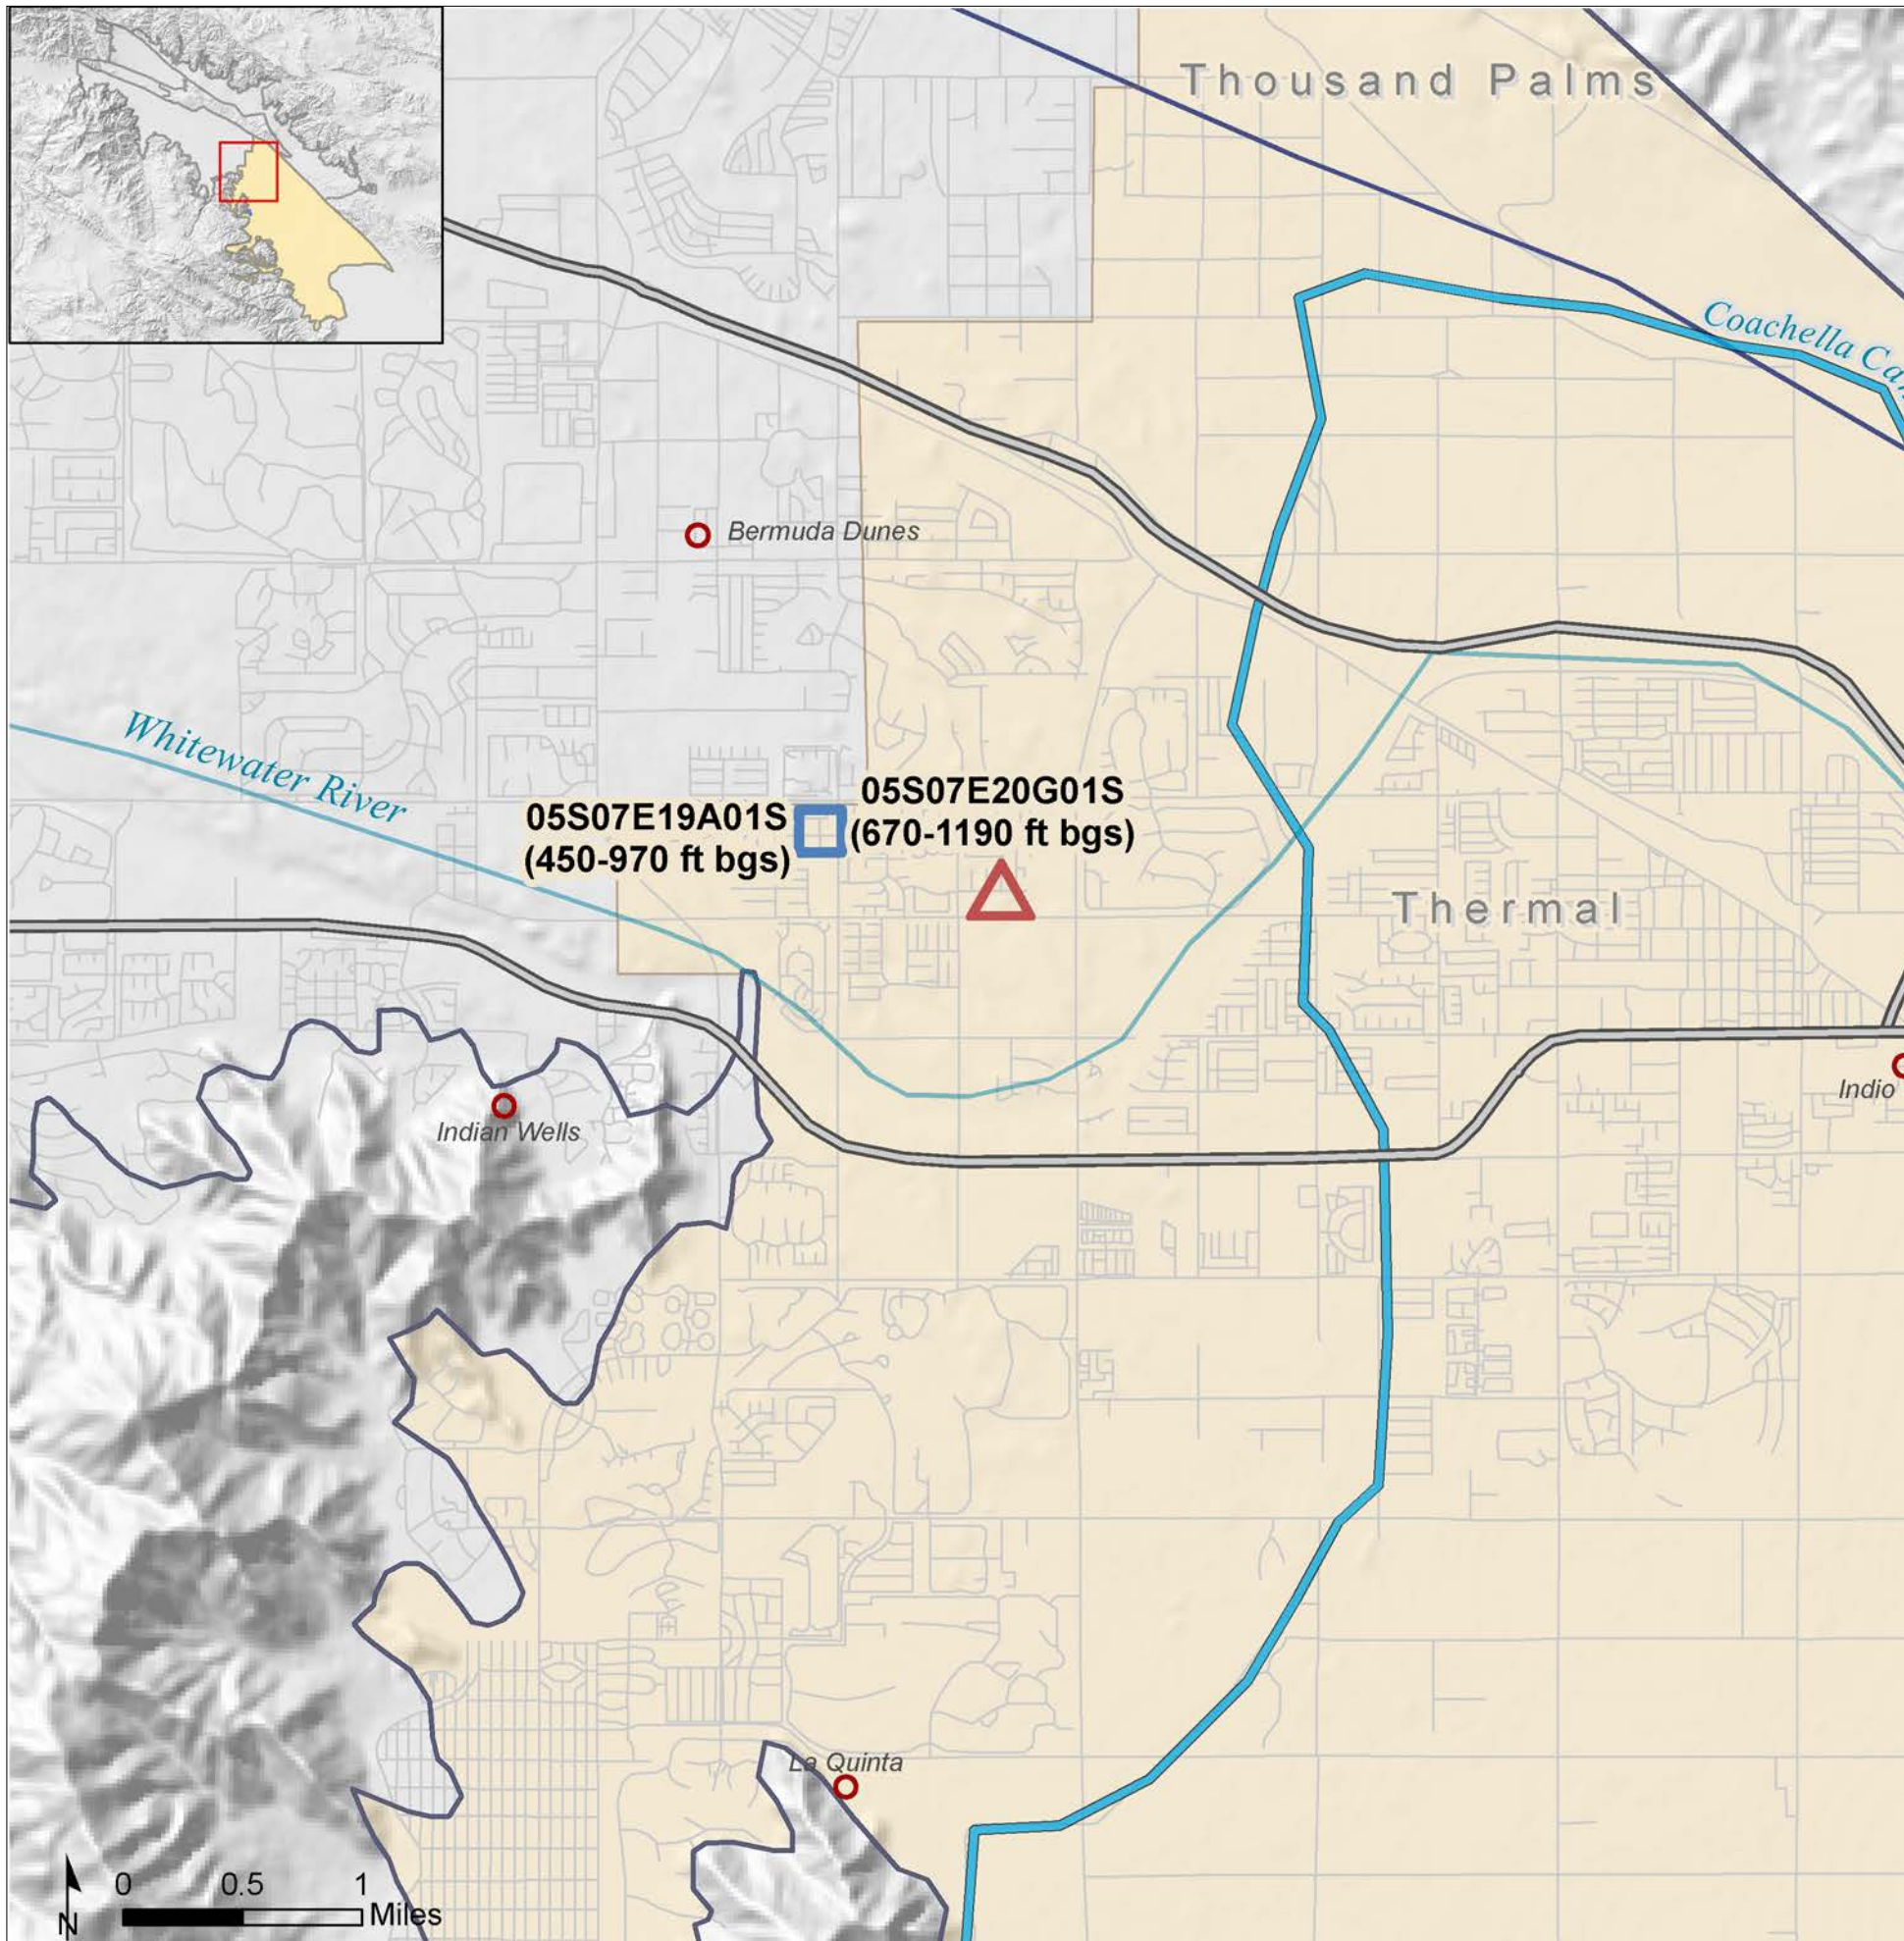 Thousand Palms
Coachella Ca
Bermuda Dunes
Whitewater River
05S07E20G01S
(670-1190 ft bgs)
05S07E19A01S
(450-970 ft bgs)
Thermal
Indio
Indian Wells
La Quinta
0 0.5 1
Miles
N